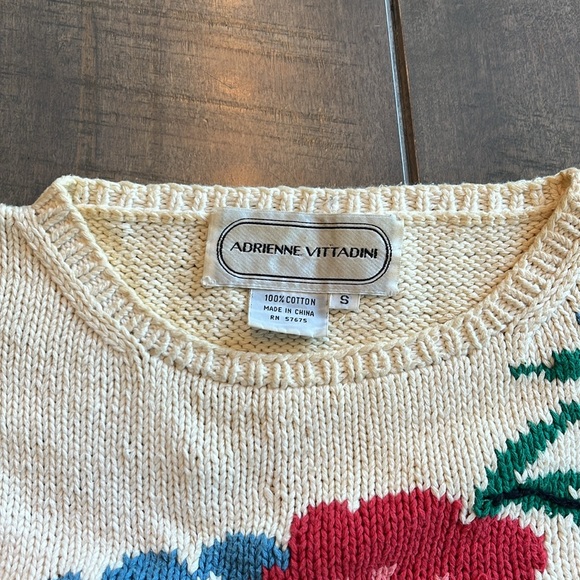 ADRIENNE VITTADINI
100% COTTON
MADE IN CHINA
RN 57675
S